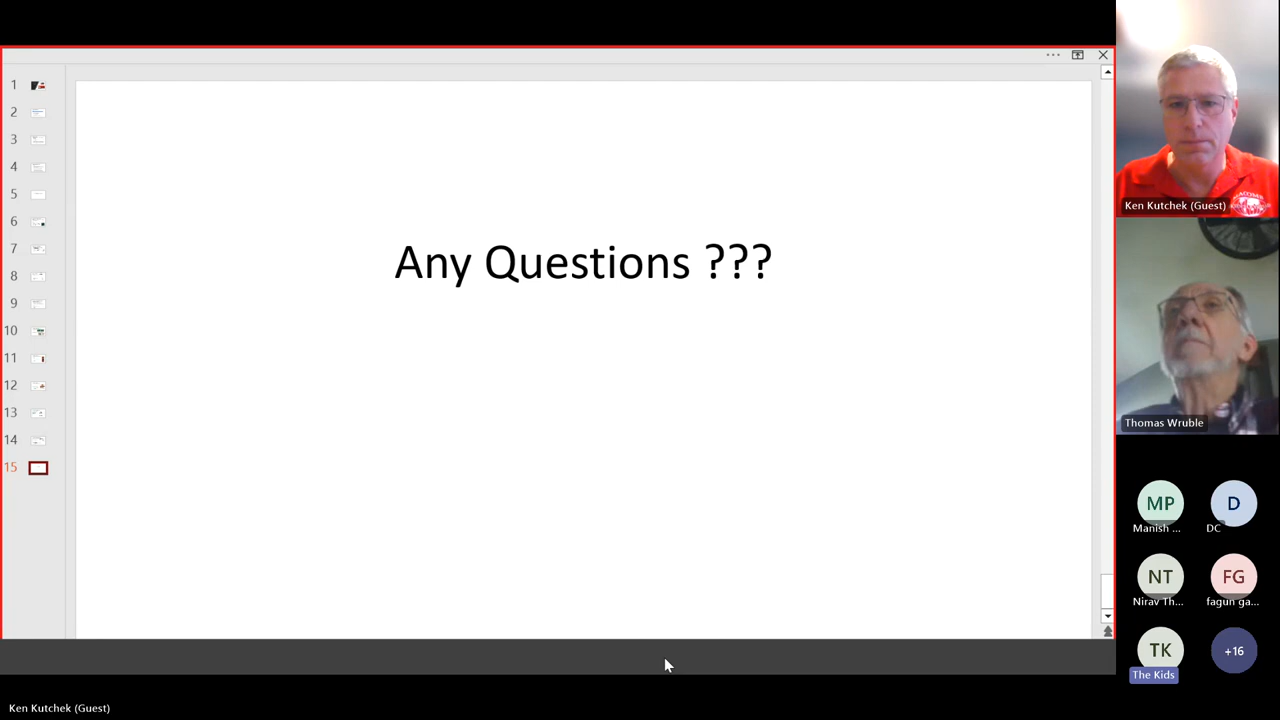 1
2
3
4
5
6
7
8
9
10
11
12
13
14
15
Any Questions ???
Ken Kutchek (Guest)
Thomas Wruble
MP
Manish ...
D
DC
NT
Nirav Th...
FG
fagun ga...
TK
The Kids
+16
Ken Kutchek (Guest)